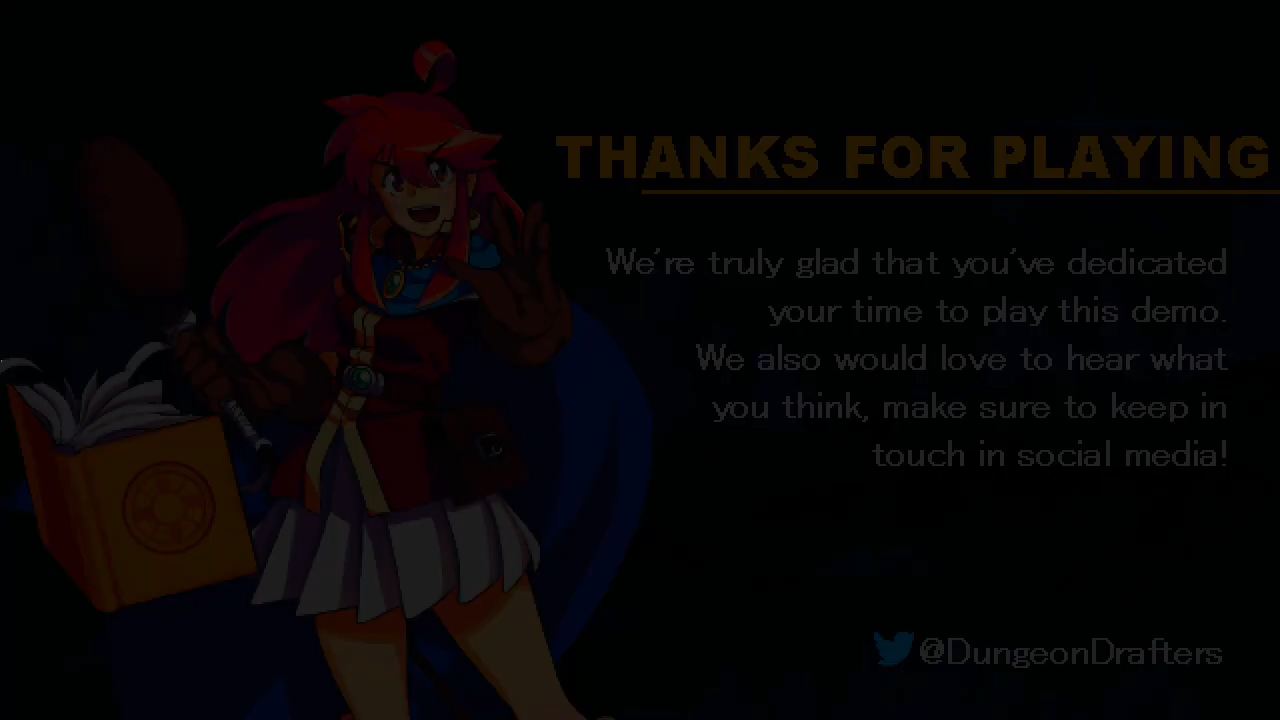 THANKS FOR PLAYING
We're truly glad that you've dedicated
your time to play this demo.
We also would love to hear what
you think, make sure to keep in
touch in social media!
@DungeonDrafters